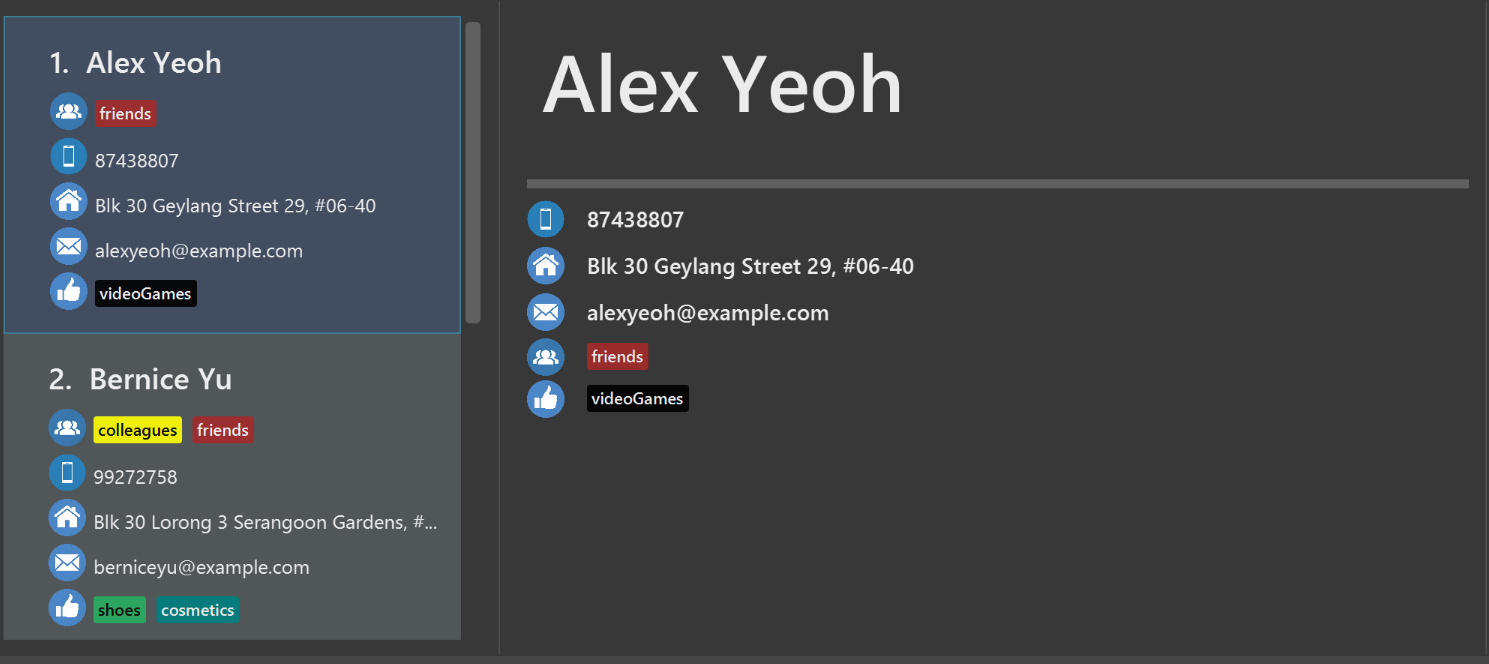 1. Alex Yeoh
friends
87438807
Blk 30 Geylang Street 29, #06-40
alexyeoh@example.com
videoGames
2. Bernice Yu
colleagues friends
99272758
Blk 30 Lorong 3 Serangoon Gardens, #...
berniceyu@example.com
shoes cosmetics
Alex Yeoh
87438807
Blk 30 Geylang Street 29, #06-40
alexyeoh@example.com
friends
videoGames